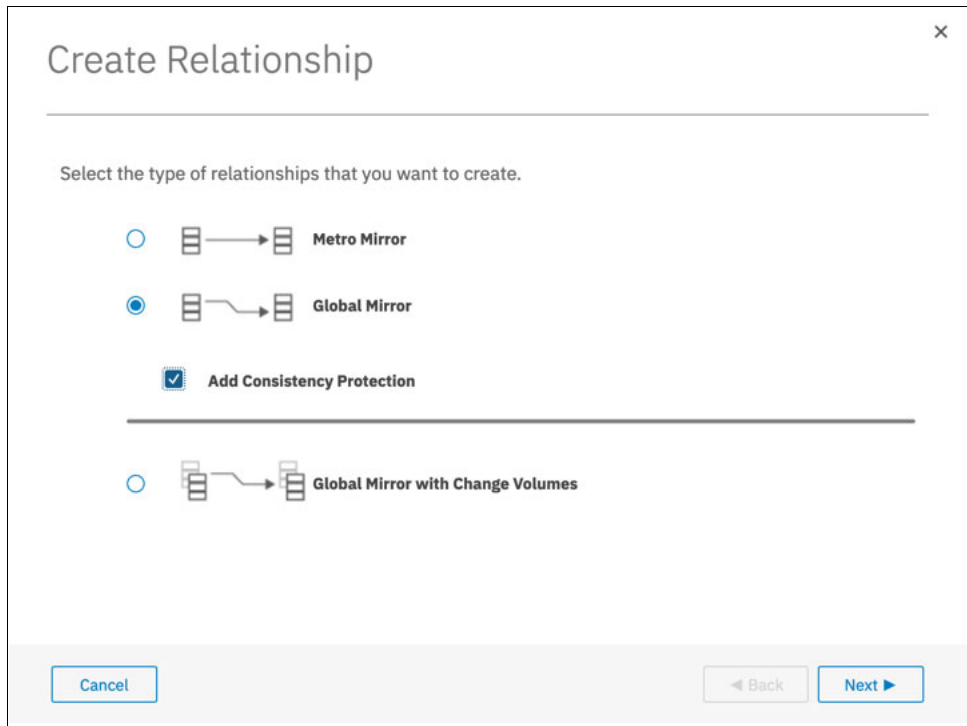 Create Relationship
Select the type of relationships that you want to create.
Metro Mirror
Global Mirror
Add Consistency Protection
Global Mirror with Change Volumes
Cancel
Back
Next